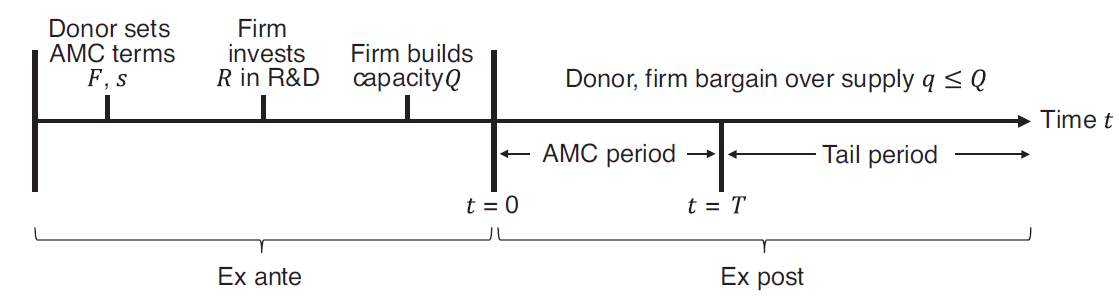 Donor sets
AMC terms
F, s
Firm
invests
R in R&D
Firm builds
capacity Q
Donor, firm bargain over supply q ≤ Q
Time t
AMC period
Tail period
t = 0
t = T
Ex ante
Ex post